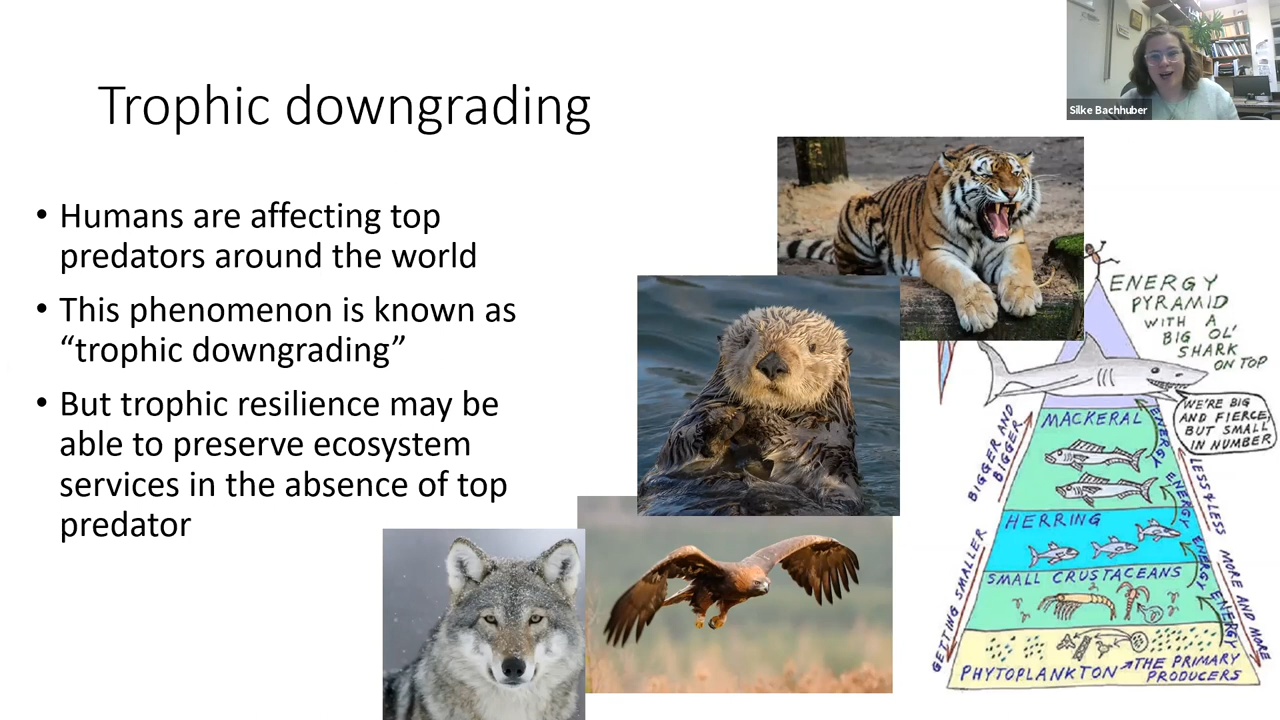 Silke Bachhuber
Trophic downgrading
• Humans are affecting top
predators around the world
• This phenomenon is known as
“trophic downgrading”
• But trophic resilience may be
able to preserve ecosystem
services in the absence of top
predator
ENERGY
PYRAMID
WITH A
BIG OL'
SHARK
ON TOP
WE'RE BIG
AND FIERCE,
BUT SMALL
IN NUMBER
MACKERAL
HERRING
SMALL CRUSTACEANS
PHYTOPLANKTON → THE PRIMARY
PRODUCERS
BIGGER AND
BIGGER
GETTING SMALLER
ENERGY
ENERGY
ENERGY
ENERGY
LESS & LESS
MORE AND MORE